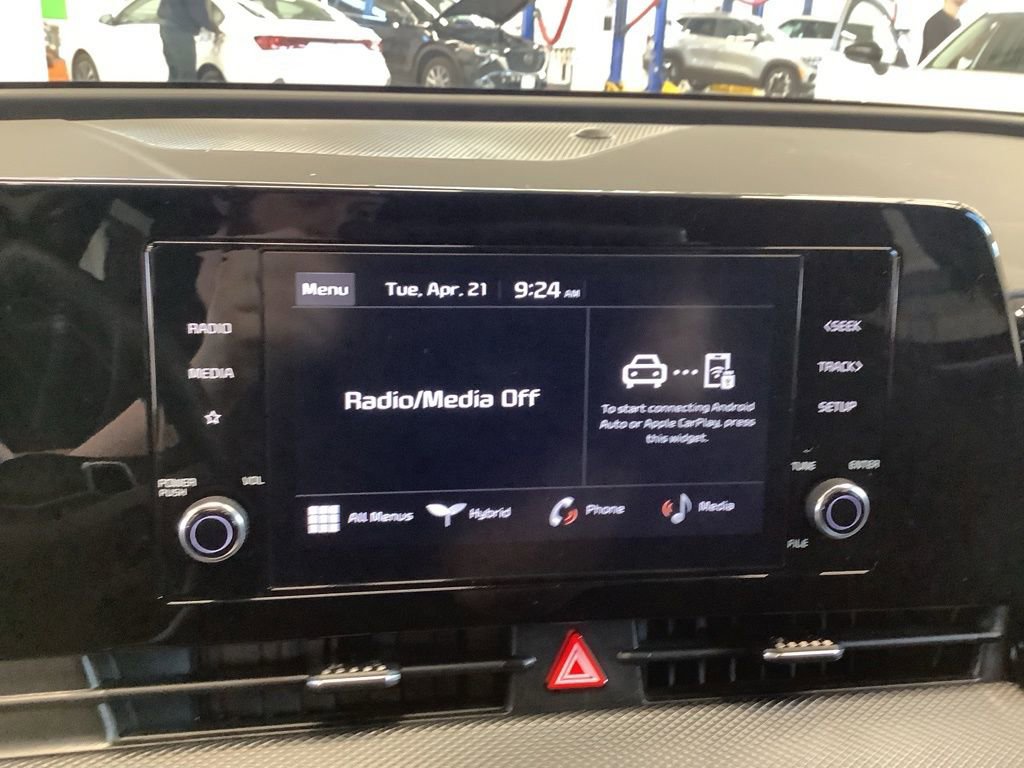 Menu Tue, Apr. 21 9:24 AM
RADIO
MEDIA
POWER
PUSH
VOL
Radio/Media Off
To start connecting Android
Auto or Apple CarPlay, press
this widget.
All Menus Hybrid Phone Media
<SEEK
TRACK>
SETUP
TUNE
ENTER
FILE